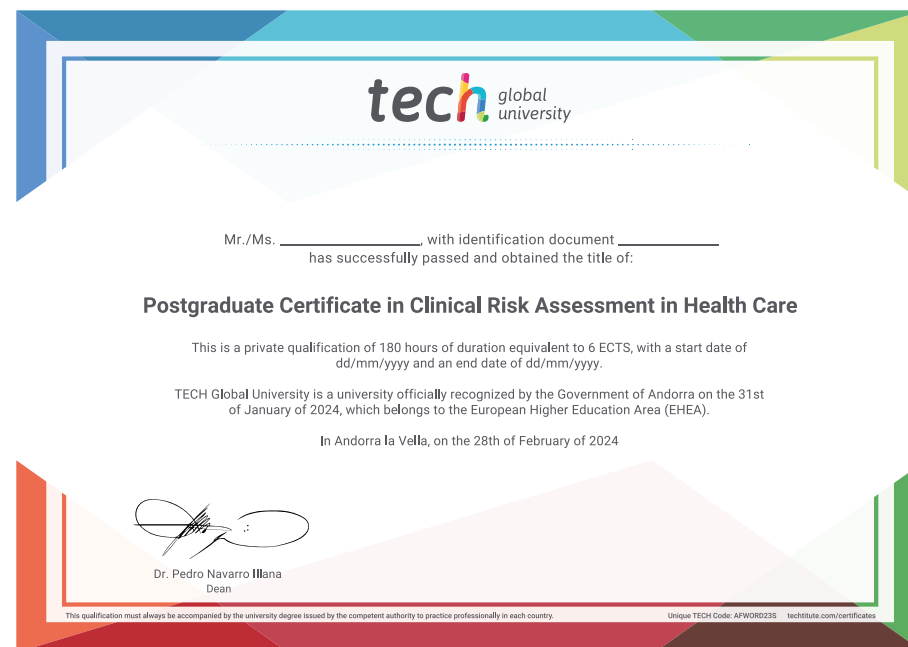 tech global university
Mr./Ms. ____________________, with identification document ______________
has successfully passed and obtained the title of:
Postgraduate Certificate in Clinical Risk Assessment in Health Care
This is a private qualification of 180 hours of duration equivalent to 6 ECTS, with a start date of
dd/mm/yyyy and an end date of dd/mm/yyyy.
TECH Global University is a university officially recognized by the Government of Andorra on the 31st
of January of 2024, which belongs to the European Higher Education Area (EHEA).
In Andorra la Vella, on the 28th of February of 2024
Dr. Pedro Navarro Illana
Dean
This qualification must always be accompanied by the university degree issued by the competent authority to practice professionally in each country. Unique TECH Code: AFWORD23S techtitute.com/certificates